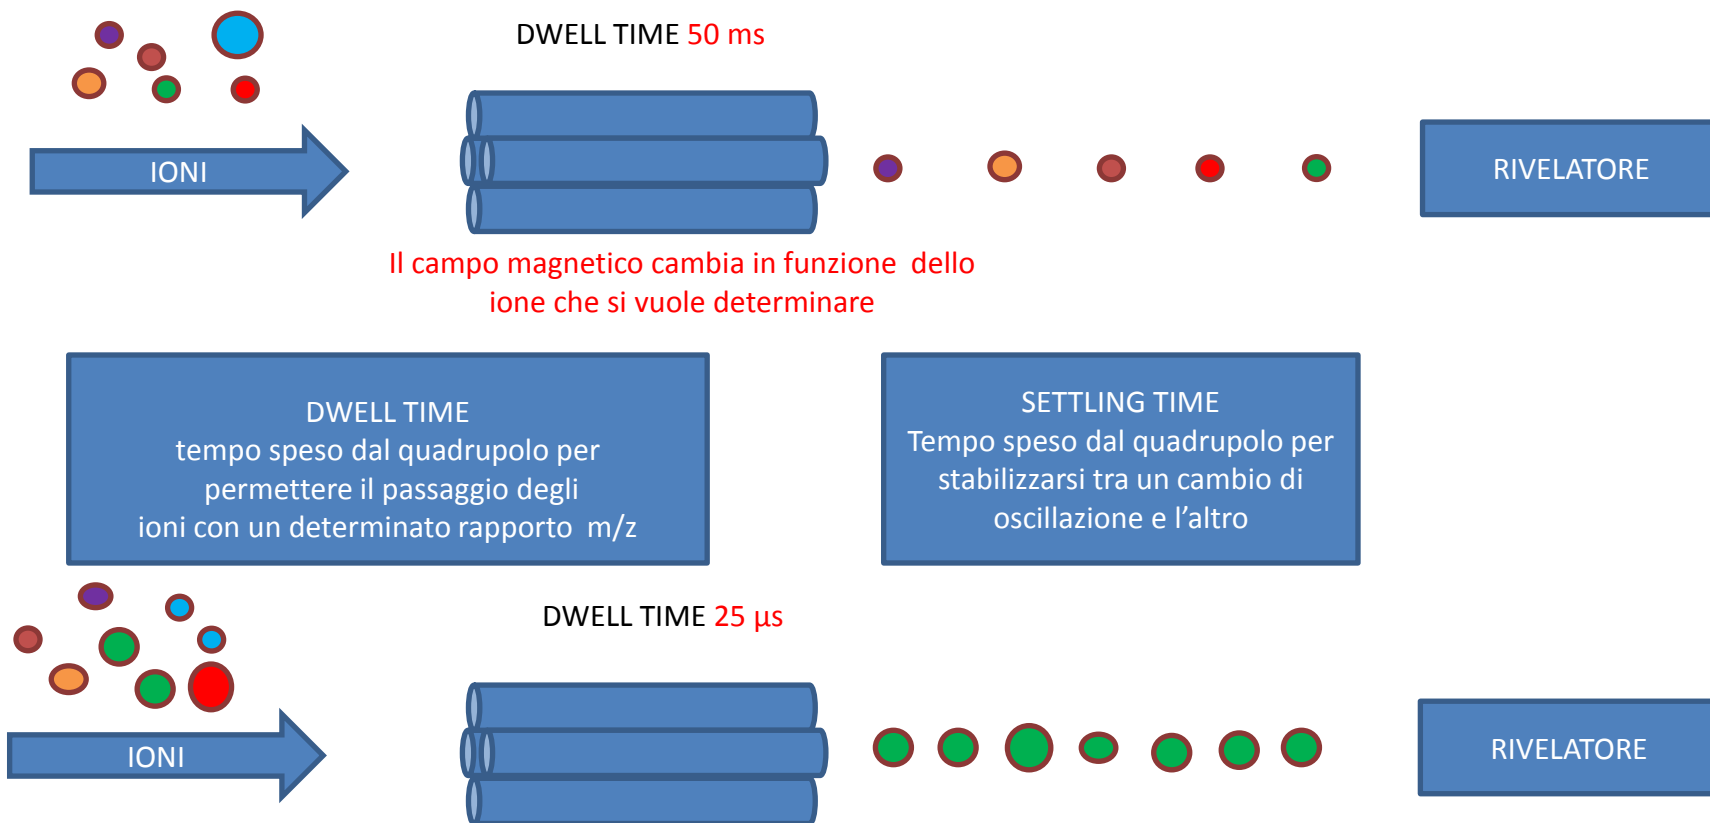 DWELL TIME 50 ms
IONI
RIVELATORE
Il campo magnetico cambia in funzione dello
ione che si vuole determinare
DWELL TIME
tempo speso dal quadrupolo per
permettere il passaggio degli
ioni con un determinato rapporto m/z
SETTLING TIME
Tempo speso dal quadrupolo per
stabilizzarsi tra un cambio di
oscillazione e l’altro
DWELL TIME 25 µs
IONI
RIVELATORE